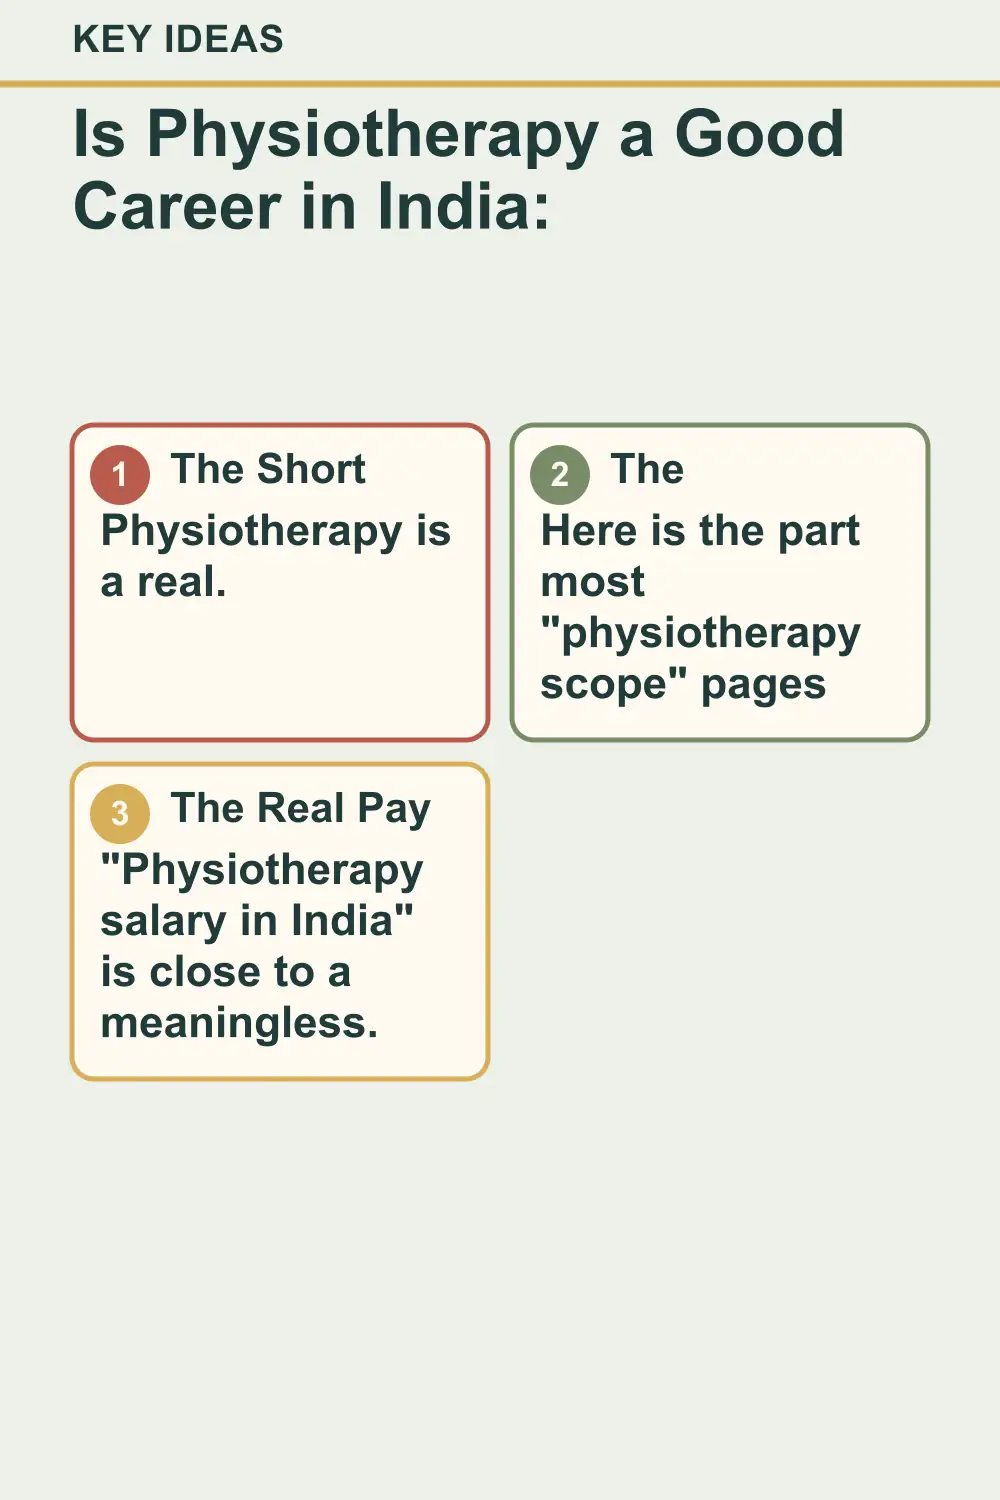 KEY IDEAS
Is Physiotherapy a Good
Career in India:
1 The Short
Physiotherapy is
a real.
2 The
Here is the part
most
"physiotherapy
scope" pages
3 The Real Pay
"Physiotherapy
salary in India"
is close to a
meaningless.